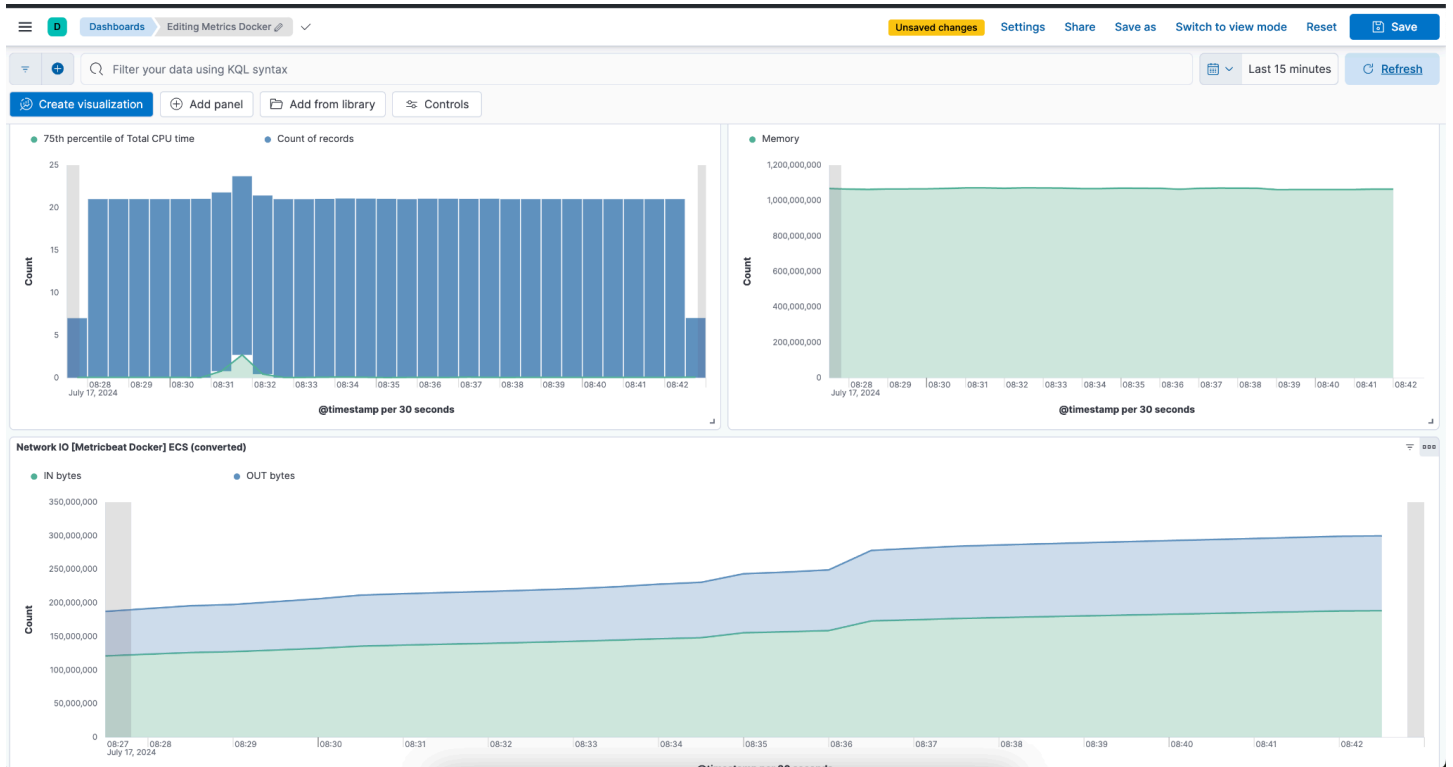 D Dashboards Editing Metrics Docker Unsaved changes Settings Share Save as Switch to view mode Reset Save
Filter your data using KQL syntax Last 15 minutes Refresh
Create visualization Add panel Add from library Controls
75th percentile of Total CPU time Count of records
25
20
15
10
5
0
Count
08:28 08:29 08:30 08:31 08:32 08:33 08:34 08:35 08:36 08:37 08:38 08:39 08:40 08:41 08:42
July 17, 2024
@timestamp per 30 seconds
Memory
1,200,000,000
1,000,000,000
800,000,000
600,000,000
400,000,000
200,000,000
0
Count
08:28 08:29 08:30 08:31 08:32 08:33 08:34 08:35 08:36 08:37 08:38 08:39 08:40 08:41 08:42
July 17, 2024
@timestamp per 30 seconds
Network IO [Metricbeat Docker] ECS (converted)
IN bytes OUT bytes
350,000,000
300,000,000
250,000,000
200,000,000
150,000,000
100,000,000
50,000,000
0
Count
08:27 08:28 08:29 08:30 08:31 08:32 08:33 08:34 08:35 08:36 08:37 08:38 08:39 08:40 08:41 08:42
July 17, 2024